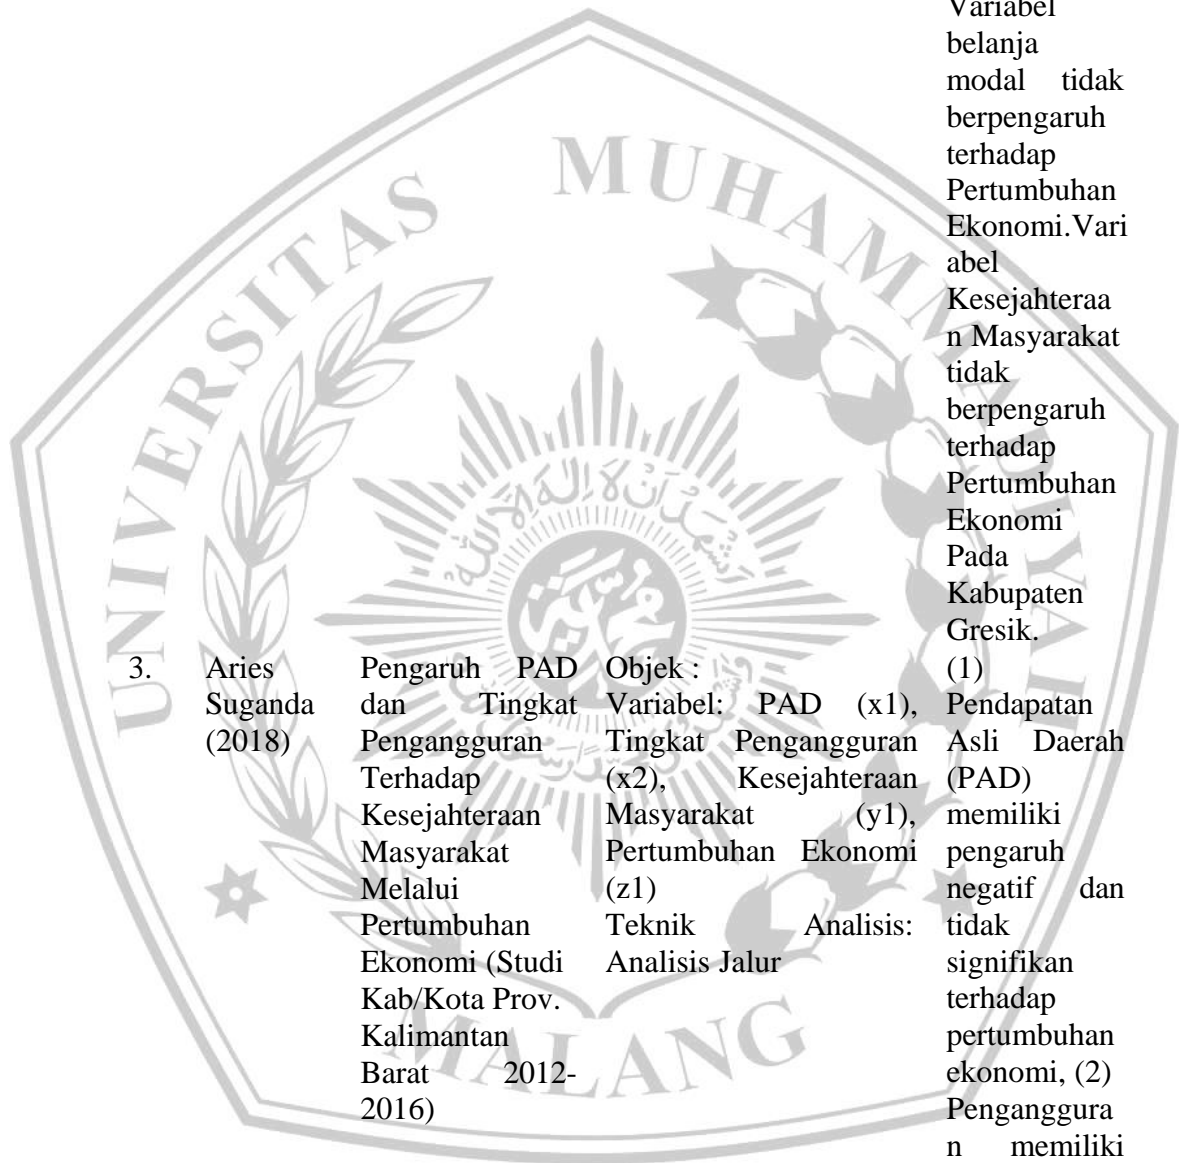 Variabel
belanja
modal tidak
berpengaruh
terhadap
Pertumbuhan
Ekonomi.Vari
abel
Kesejahteraa
n Masyarakat
tidak
berpengaruh
terhadap
Pertumbuhan
Ekonomi
Pada
Kabupaten
Gresik.
3.
Aries
Suganda
(2018)
Pengaruh PAD
dan Tingkat
Pengangguran
Terhadap
Kesejahteraan
Masyarakat
Melalui
Pertumbuhan
Ekonomi (Studi
Kab/Kota Prov.
Kalimantan
Barat 2012-
2016)
Objek :
Variabel: PAD (x1),
Tingkat Pengangguran
(x2), Kesejahteraan
Masyarakat (y1),
Pertumbuhan Ekonomi
(z1)
Teknik Analisis:
Analisis Jalur
(1)
Pendapatan
Asli Daerah
(PAD)
memiliki
pengaruh
negatif dan
tidak
signifikan
terhadap
pertumbuhan
ekonomi, (2)
Penganggura
n memiliki
UNIVERSITAS MUHAMMADIYAH
MALANG